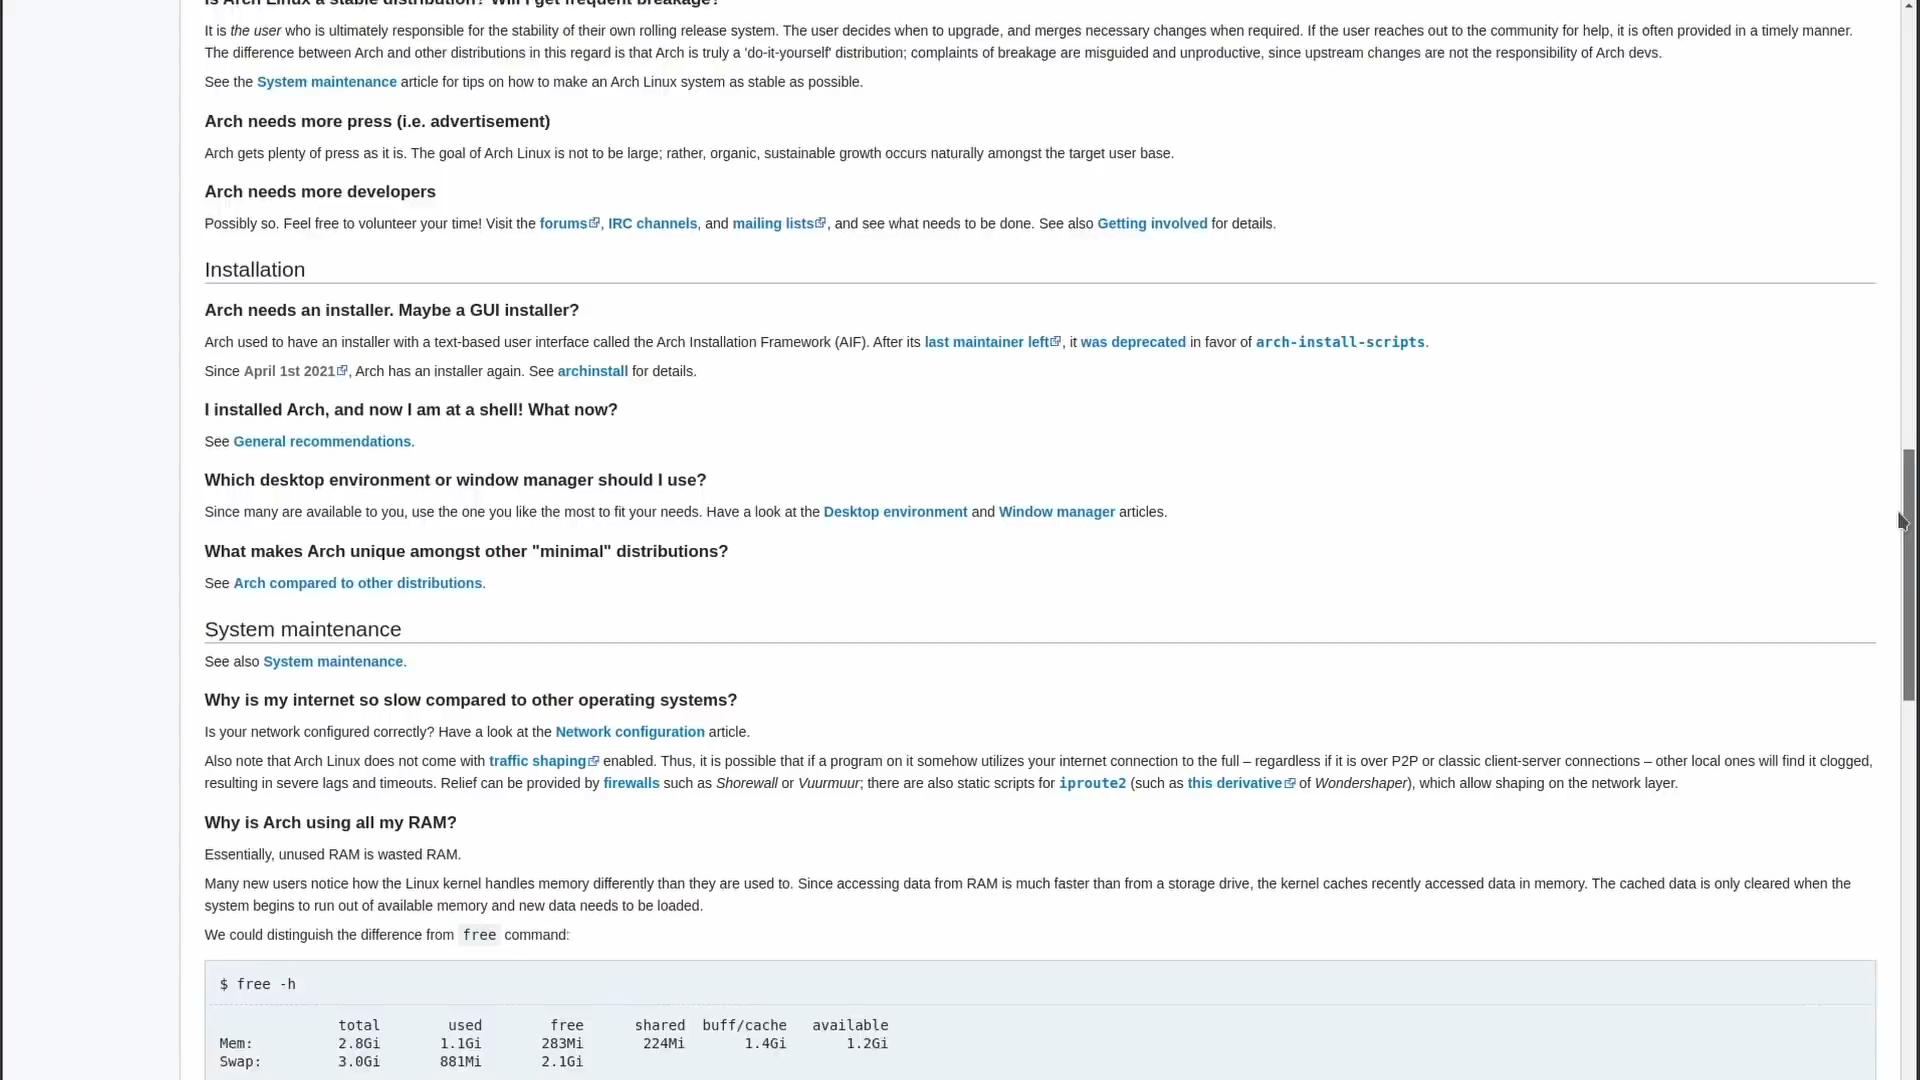 Is Arch Linux a stable distribution? Will I get frequent breakage?
It is the user who is ultimately responsible for the stability of their own rolling release system. The user decides when to upgrade, and merges necessary changes when required. If the user reaches out to the community for help, it is often provided in a timely manner.
The difference between Arch and other distributions in this regard is that Arch is truly a 'do-it-yourself' distribution; complaints of breakage are misguided and unproductive, since upstream changes are not the responsibility of Arch devs.
See the System maintenance article for tips on how to make an Arch Linux system as stable as possible.
Arch needs more press (i.e. advertisement)
Arch gets plenty of press as it is. The goal of Arch Linux is not to be large; rather, organic, sustainable growth occurs naturally amongst the target user base.
Arch needs more developers
Possibly so. Feel free to volunteer your time! Visit the forums, IRC channels, and mailing lists, and see what needs to be done. See also Getting involved for details.
Installation
Arch needs an installer. Maybe a GUI installer?
Arch used to have an installer with a text-based user interface called the Arch Installation Framework (AIF). After its last maintainer left, it was deprecated in favor of arch-install-scripts.
Since April 1st 2021, Arch has an installer again. See archinstall for details.
I installed Arch, and now I am at a shell! What now?
See General recommendations.
Which desktop environment or window manager should I use?
Since many are available to you, use the one you like the most to fit your needs. Have a look at the Desktop environment and Window manager articles.
What makes Arch unique amongst other "minimal" distributions?
See Arch compared to other distributions.
System maintenance
See also System maintenance.
Why is my internet so slow compared to other operating systems?
Is your network configured correctly? Have a look at the Network configuration article.
Also note that Arch Linux does not come with traffic shaping enabled. Thus, it is possible that if a program on it somehow utilizes your internet connection to the full – regardless if it is over P2P or classic client-server connections – other local ones will find it clogged,
resulting in severe lags and timeouts. Relief can be provided by firewalls such as Shorewall or Vuurmuur; there are also static scripts for iproute2 (such as this derivative of Wondershaper), which allow shaping on the network layer.
Why is Arch using all my RAM?
Essentially, unused RAM is wasted RAM.
Many new users notice how the Linux kernel handles memory differently than they are used to. Since accessing data from RAM is much faster than from a storage drive, the kernel caches recently accessed data in memory. The cached data is only cleared when the
system begins to run out of available memory and new data needs to be loaded.
We could distinguish the difference from free command:
$ free -h
total used free shared buff/cache available
Mem: 2.8Gi 1.1Gi 283Mi 224Mi 1.4Gi 1.2Gi
Swap: 3.0Gi 881Mi 2.1Gi